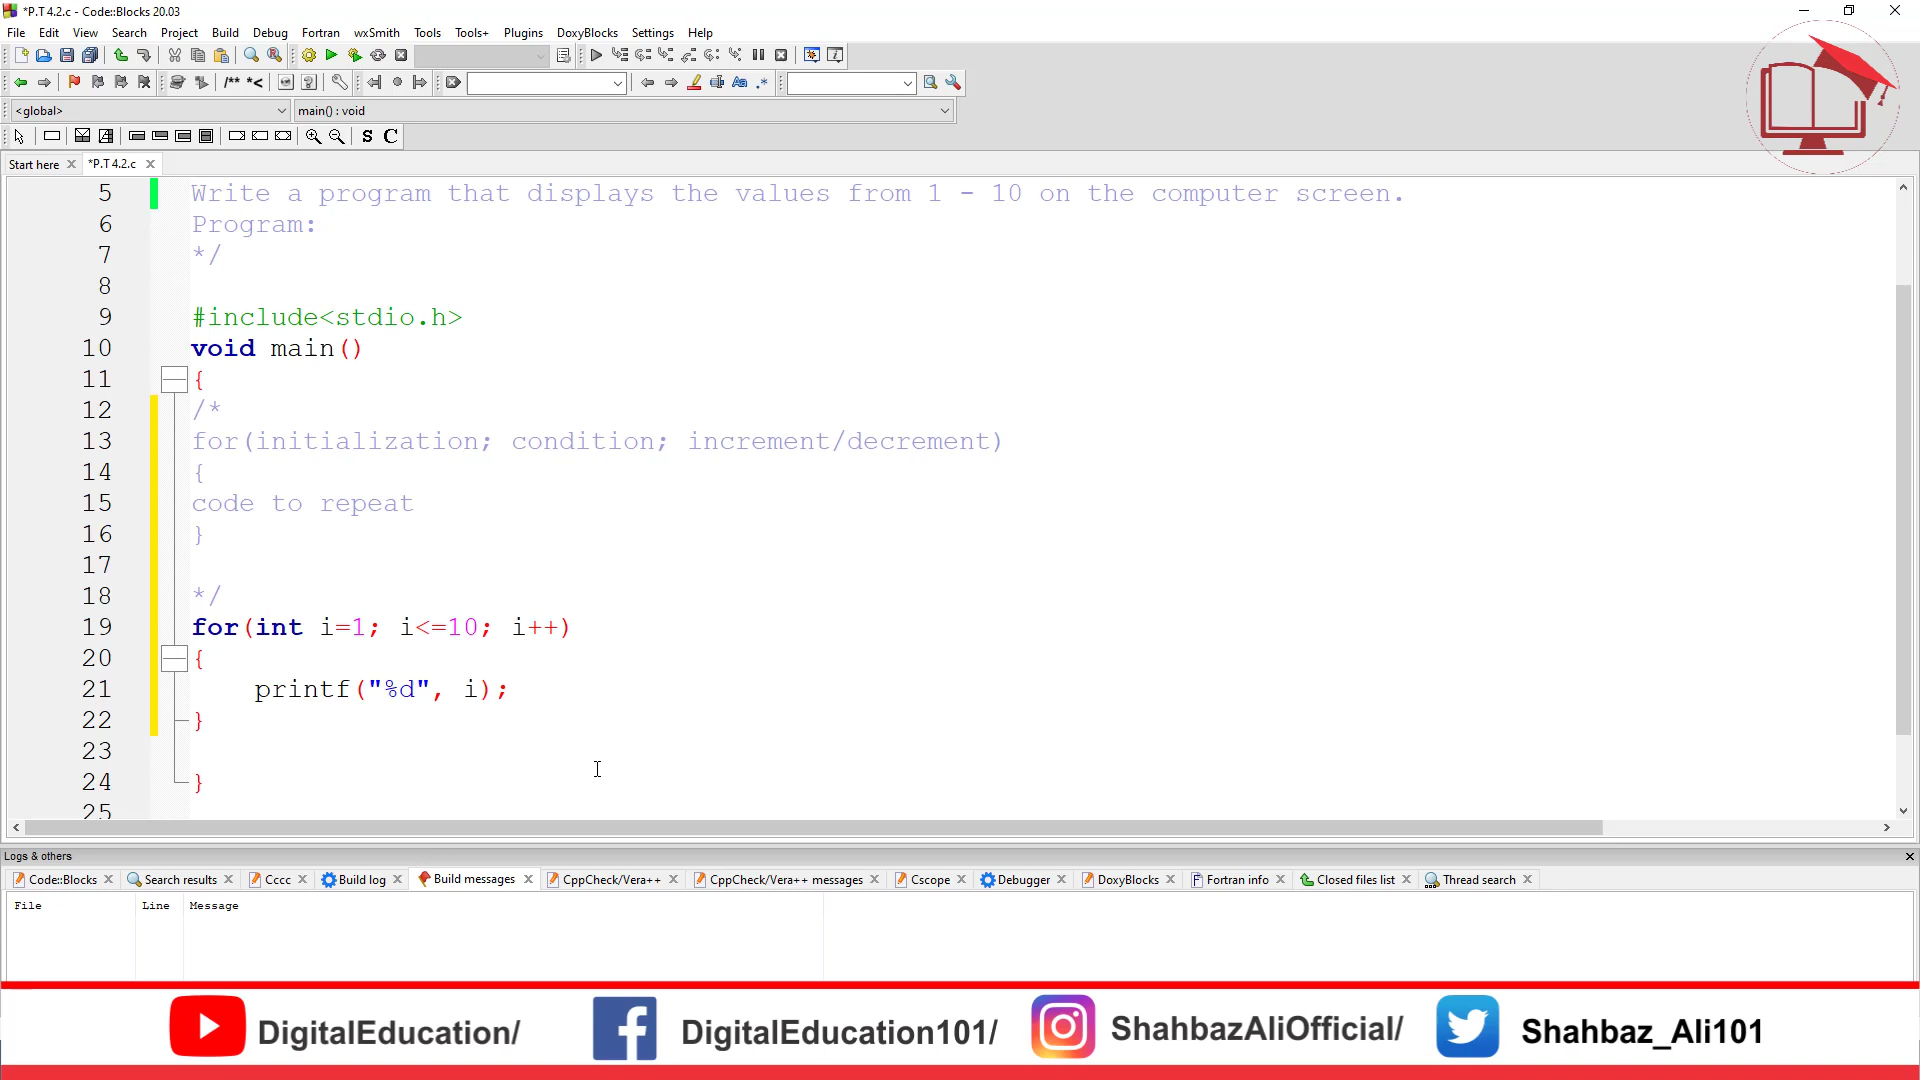 *P.T 4.2.c - Code::Blocks 20.03
File Edit View Search Project Build Debug Fortran wxSmith Tools Tools+ Plugins DoxyBlocks Settings Help
/** *<
Aa .*
<global> main() : void
S C
Start here *P.T 4.2.c
5 Write a program that displays the values from 1 - 10 on the computer screen.
6 Program:
7 */
8
9 #include<stdio.h>
10 void main()
11 {
12 /*
13 for(initialization; condition; increment/decrement)
14 {
15 code to repeat
16 }
17
18 */
19 for(int i=1; i<=10; i++)
20 {
21 printf("%d", i);
22 }
23
24 }
25
Logs & others
Code::Blocks Search results Cccc Build log Build messages CppCheck/Vera++ CppCheck/Vera++ messages Cscope Debugger DoxyBlocks Fortran info Closed files list Thread search
File Line Message
DigitalEducation/ DigitalEducation101/ ShahbazAliOfficial/ Shahbaz_Ali101